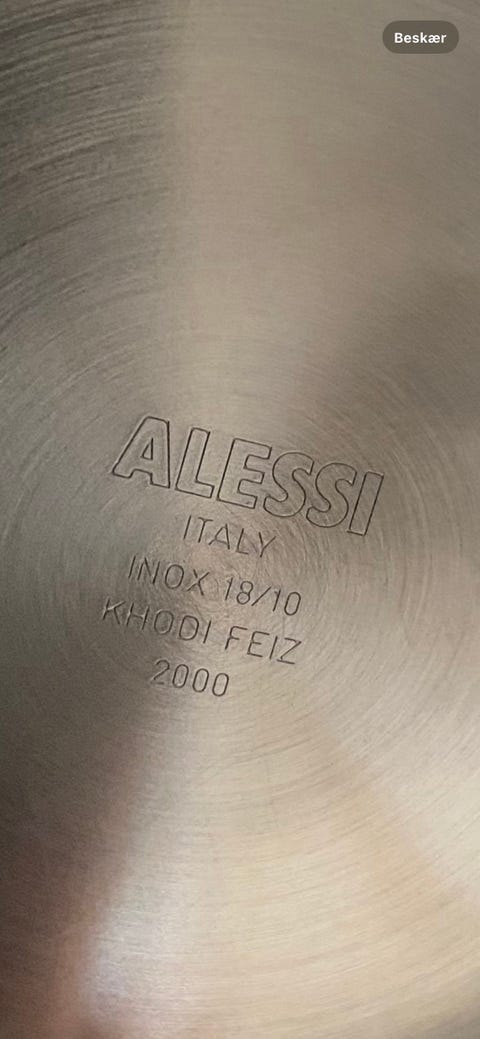 Beskær
ALESSI
ITALY
INOX 18/10
KHODI FEIZ
2000